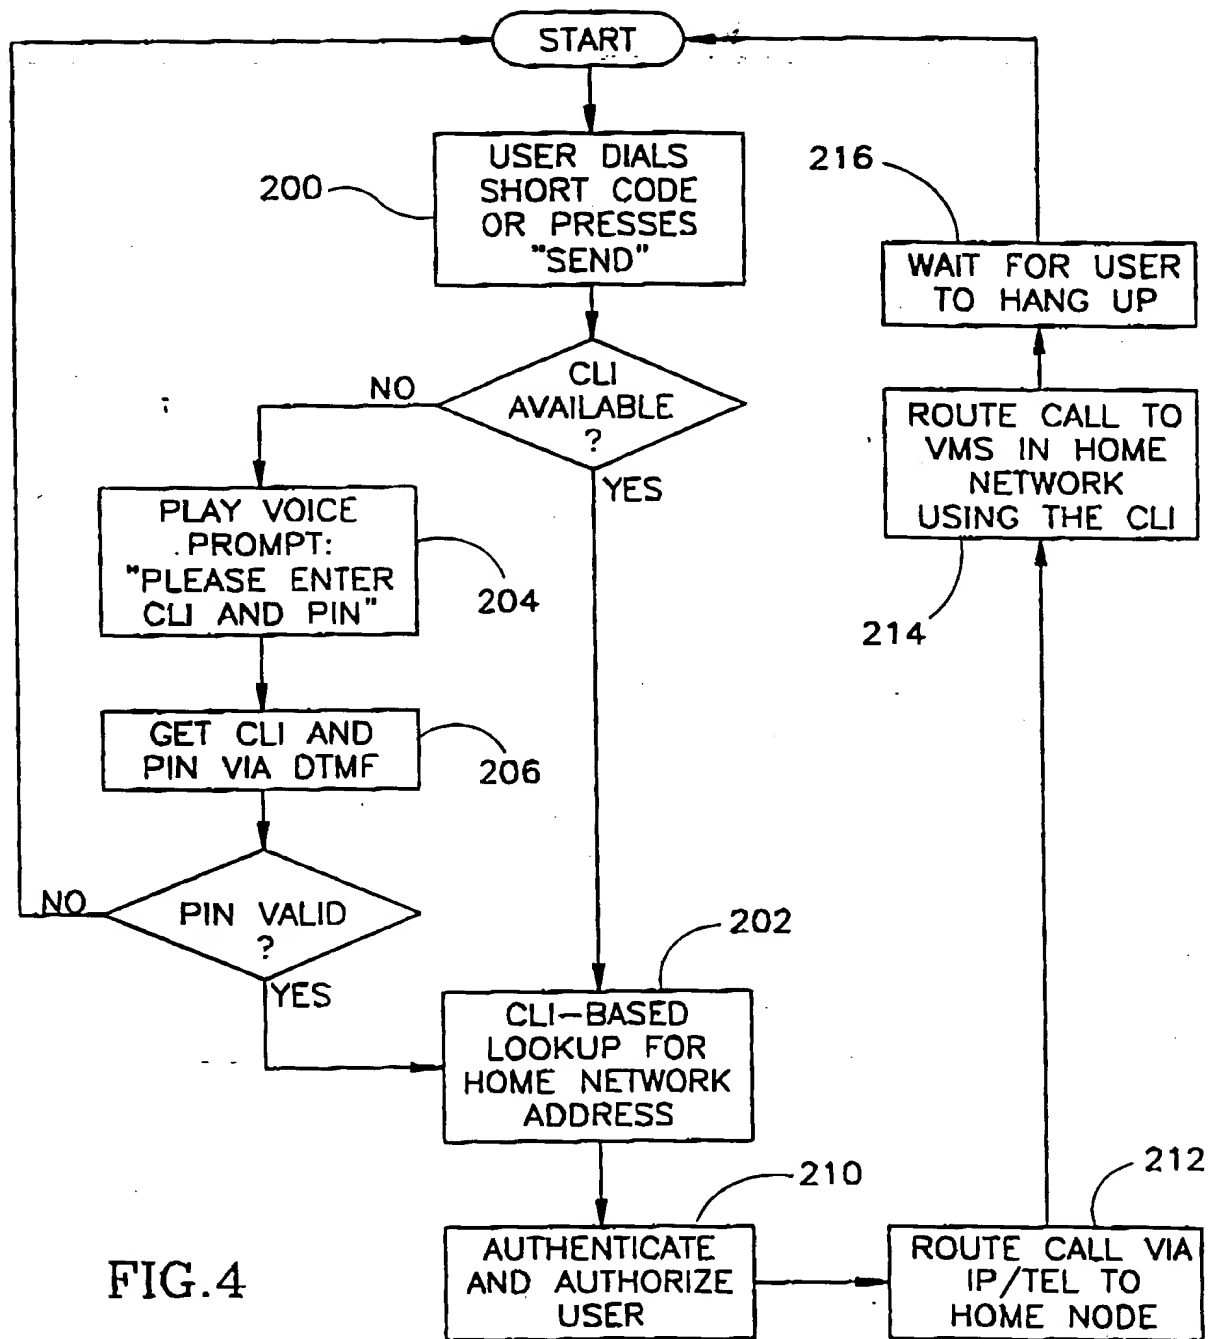 START
USER DIALS
SHORT CODE
OR PRESSES
"SEND"
200
CLI
AVAILABLE
?
NO
YES
PLAY VOICE
PROMPT:
"PLEASE ENTER
CLI AND PIN"
204
GET CLI AND
PIN VIA DTMF
206
PIN VALID
?
NO
YES
CLI-BASED
LOOKUP FOR
HOME NETWORK
ADDRESS
202
AUTHENTICATE
AND AUTHORIZE
USER
210
ROUTE CALL VIA
IP/TEL TO
HOME NODE
212
ROUTE CALL TO
VMS IN HOME
NETWORK
USING THE CLI
214
WAIT FOR USER
TO HANG UP
216
FIG.4